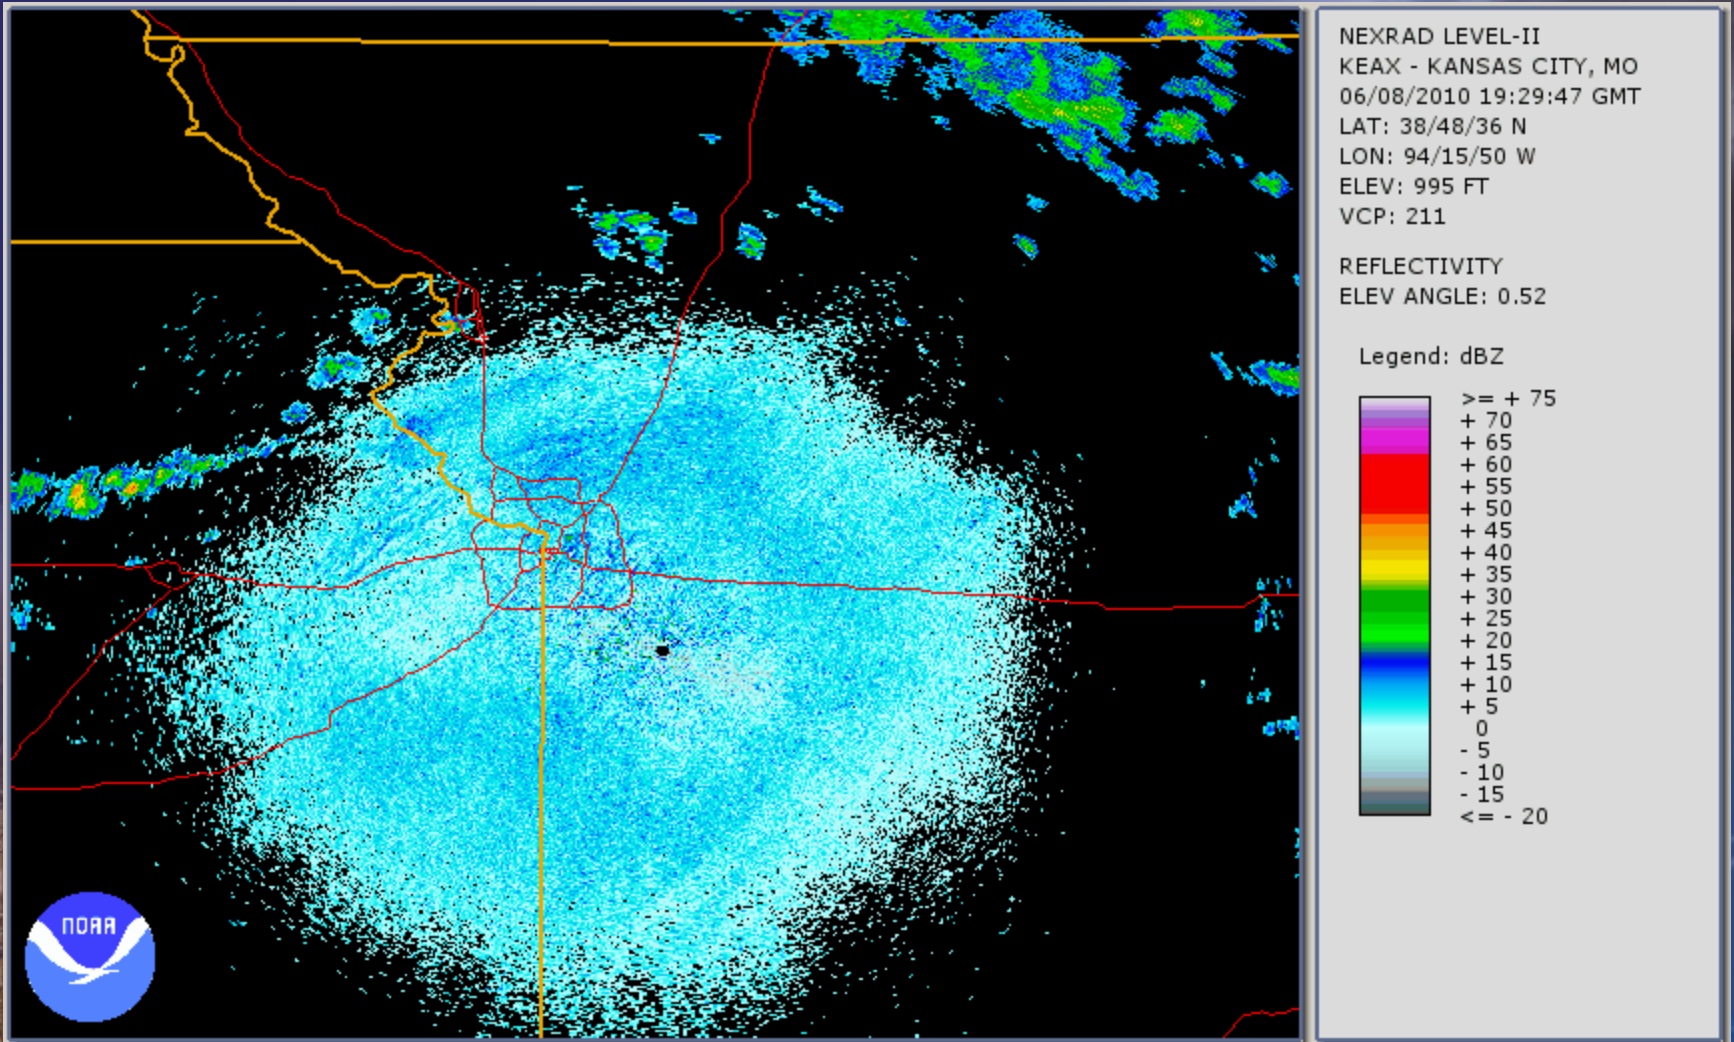 NEXRAD LEVEL-II
KEAX - KANSAS CITY, MO
06/08/2010 19:29:47 GMT
LAT: 38/48/36 N
LON: 94/15/50 W
ELEV: 995 FT
VCP: 211
REFLECTIVITY
ELEV ANGLE: 0.52
Legend: dBZ
>= + 75
+ 70
+ 65
+ 60
+ 55
+ 50
+ 45
+ 40
+ 35
+ 30
+ 25
+ 20
+ 15
+ 10
+ 5
0
- 5
- 10
- 15
<= - 20
NOAA